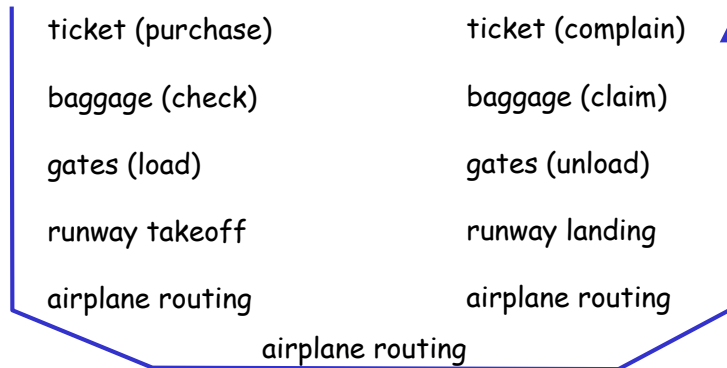 ticket (purchase)
baggage (check)
gates (load)
runway takeoff
airplane routing
ticket (complain)
baggage (claim)
gates (unload)
runway landing
airplane routing
airplane routing